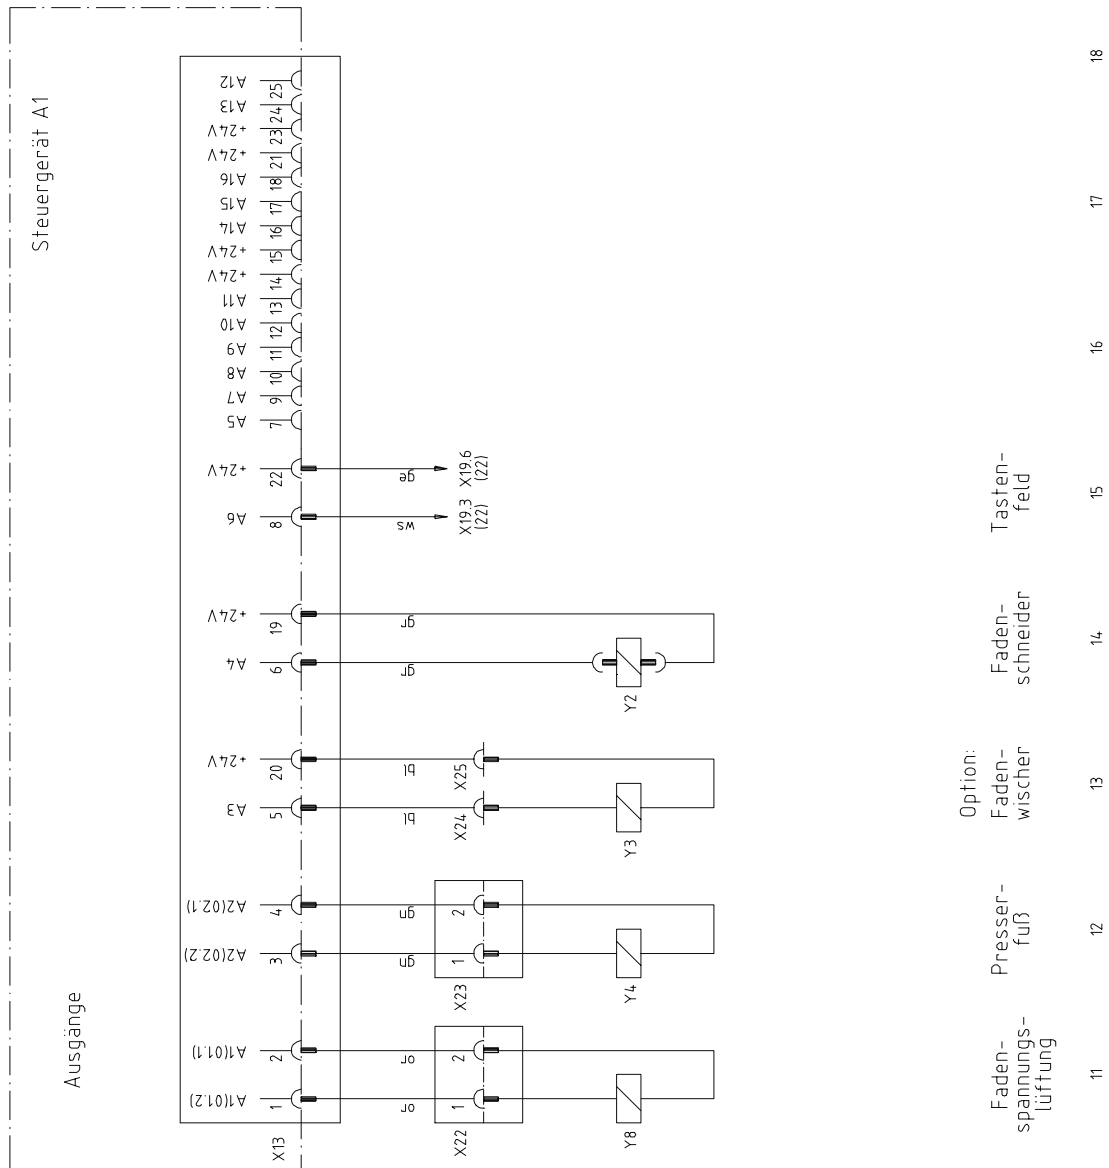 Steuergerät A1
Ausgänge
X13
A1(01.2)
1
A1(01.1)
2
A2(02.2)
3
A2(02.1)
4
A3
5
+24V
20
A4
6
+24V
19
A6
8
+24V
22
A5
7
A7
9
A8
10
A9
11
A10
12
A11
13
+24V
14
+24V
15
A14
16
A15
17
A16
18
+24V
21
+24V
23
A13
24
A12
25
or
or
gn
gn
bl
bl
gr
gr
ws
ge
X22
1
2
X23
1
2
X24
X25
X19.3
(22)
X19.6
(22)
Y8
Y4
Y3
Y2
Faden-
spannungs-
lüftung
Presser-
fuß
Option:
Faden-
wischer
Faden-
schneider
Tasten-
feld
11
12
13
14
15
16
17
18